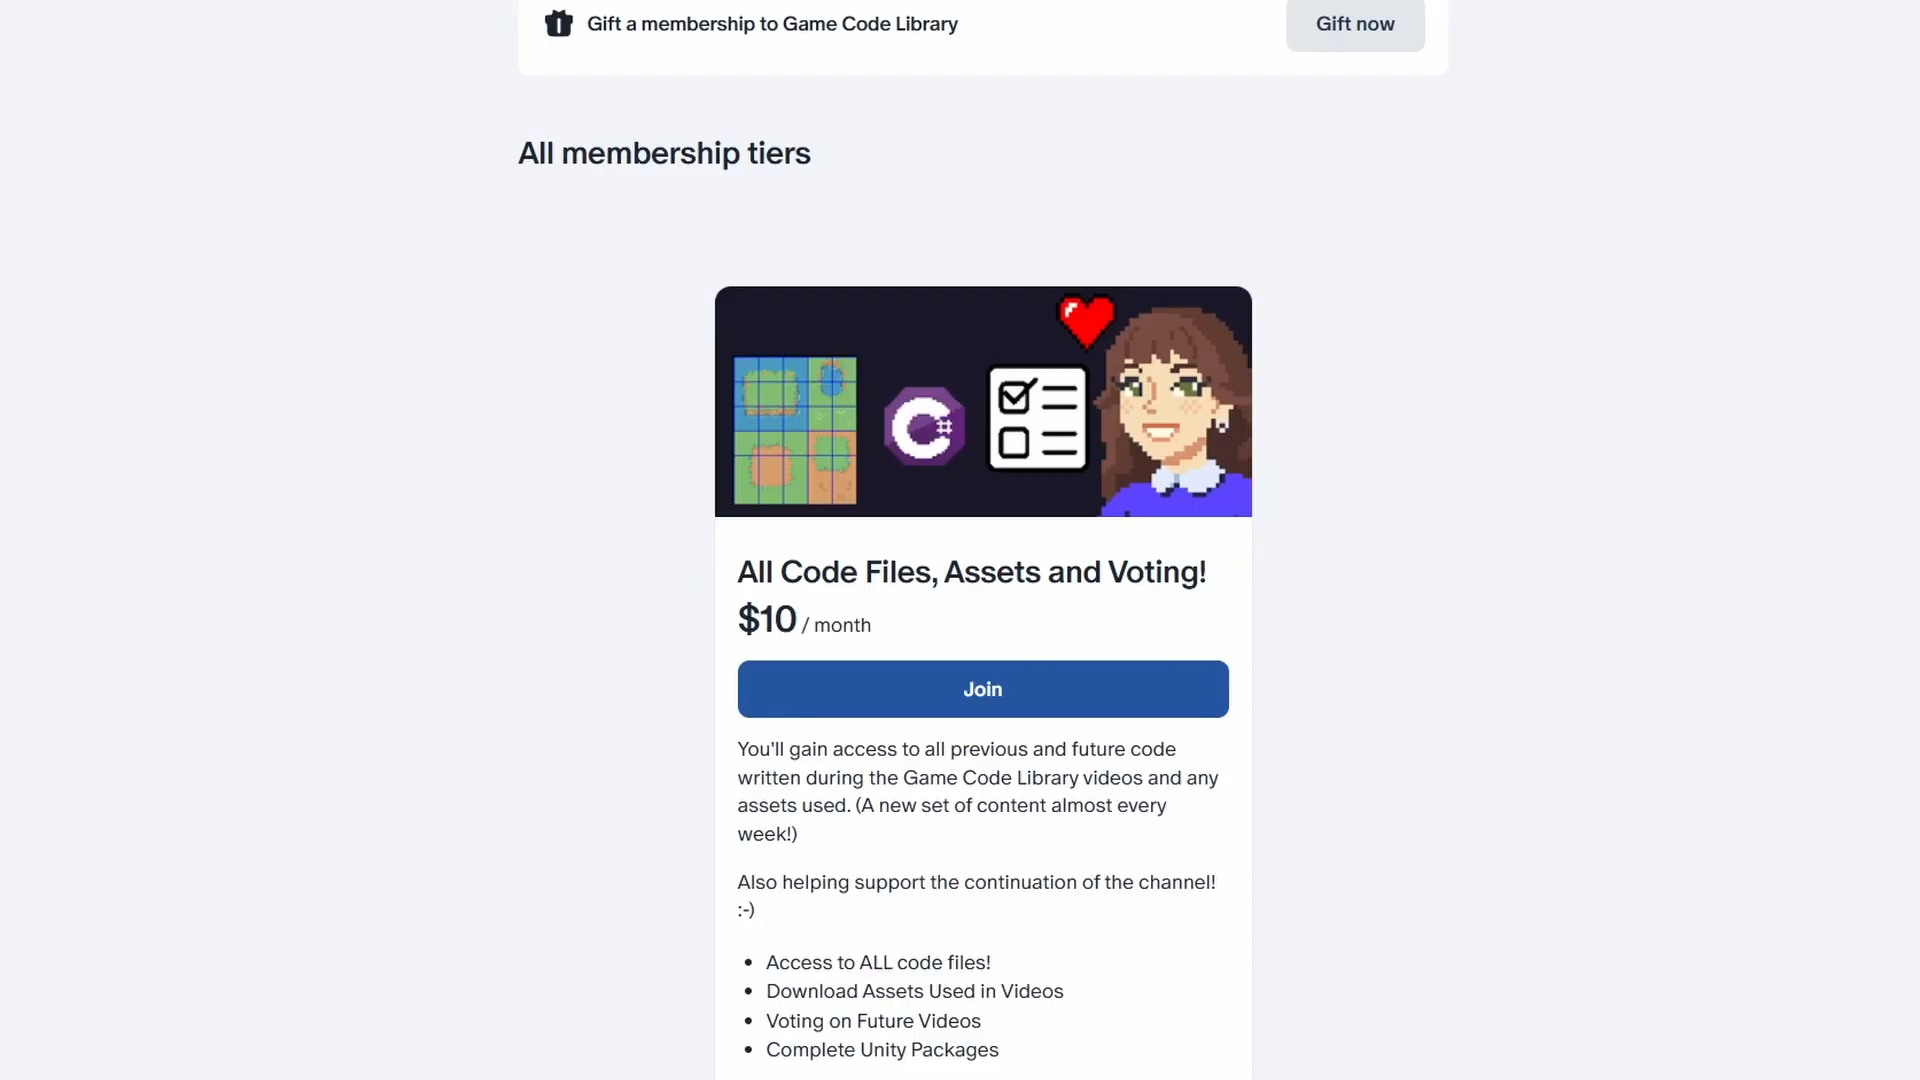 Gift a membership to Game Code Library
Gift now
All membership tiers
C#
All Code Files, Assets and Voting!
$10 / month
Join
You'll gain access to all previous and future code
written during the Game Code Library videos and any
assets used. (A new set of content almost every
week!)
Also helping support the continuation of the channel!
:-)
• Access to ALL code files!
• Download Assets Used in Videos
• Voting on Future Videos
• Complete Unity Packages